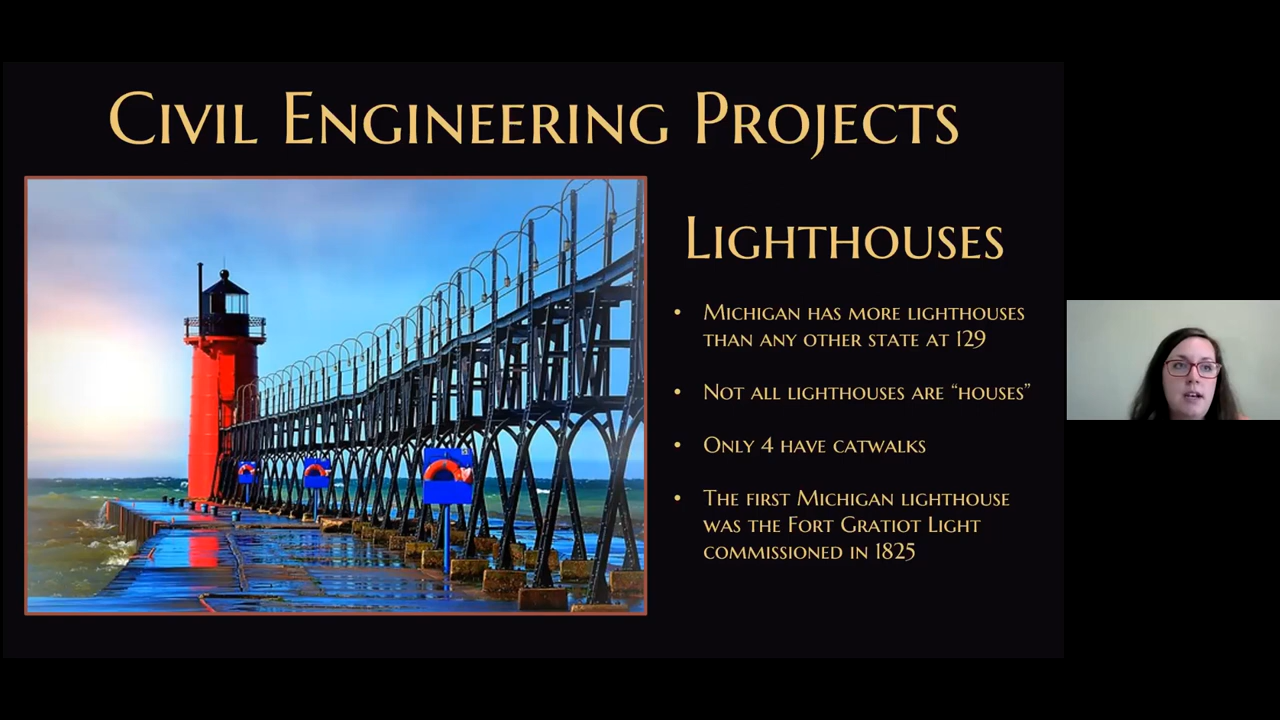 Civil Engineering Projects
Lighthouses
• Michigan has more lighthouses
than any other state at 129
• Not all lighthouses are “houses”
• Only 4 have catwalks
• The first Michigan lighthouse
was the Fort Gratiot Light
commissioned in 1825